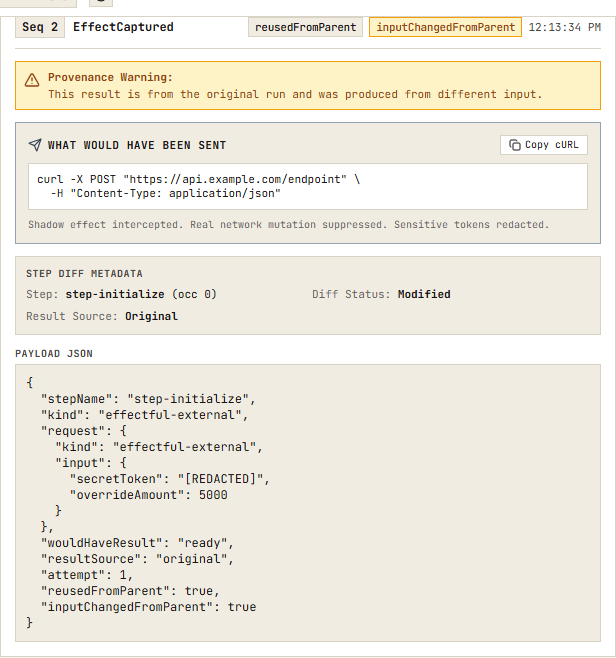 Seq 2 EffectCaptured reusedFromParent inputChangedFromParent 12:13:34 PM
Provenance Warning:
This result is from the original run and was produced from different input.
WHAT WOULD HAVE BEEN SENT Copy cURL
curl -X POST "https://api.example.com/endpoint" \
  -H "Content-Type: application/json"
Shadow effect intercepted. Real network mutation suppressed. Sensitive tokens redacted.
STEP DIFF METADATA
Step: step-initialize (occ 0) Diff Status: Modified
Result Source: Original
PAYLOAD JSON
{
  "stepName": "step-initialize",
  "kind": "effectful-external",
  "request": {
    "kind": "effectful-external",
    "input": {
      "secretToken": "[REDACTED]",
      "overrideAmount": 5000
    }
  },
  "wouldHaveResult": "ready",
  "resultSource": "original",
  "attempt": 1,
  "reusedFromParent": true,
  "inputChangedFromParent": true
}